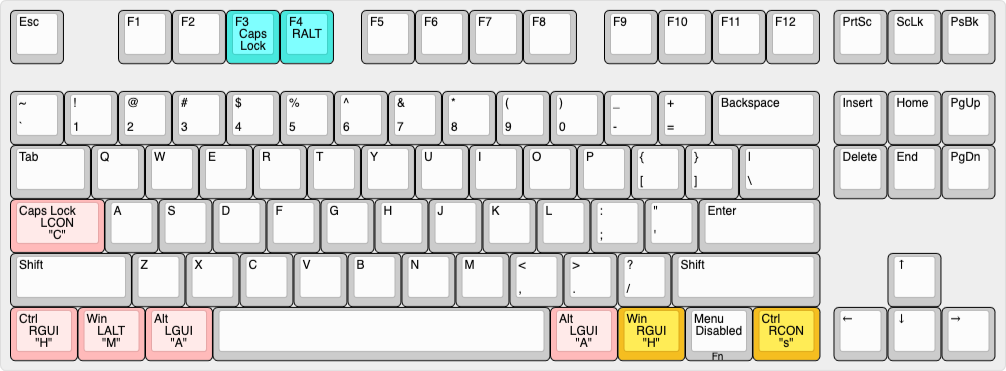 Esc F1 F2 F3 F4 F5 F6 F7 F8 F9 F10 F11 F12 PrtSc ScLk PsBk
Caps RALT
Lock
~ ! @ # $ % ^ & * ( ) _ + Backspace Insert Home PgUp
` 1 2 3 4 5 6 7 8 9 0 - =
Tab Q W E R T Y U I O P { } | Delete End PgDn
[ ] \
Caps Lock A S D F G H J K L : " Enter
LCON ; '
"C"
Shift Z X C V B N M < > ? Shift ↑
, . /
Ctrl Win Alt Alt Win Menu Ctrl ← ↓ →
RGUI LALT LGUI LGUI RGUI Disabled RCON
"H" "M" "A" "A" "H" "s"
Fn